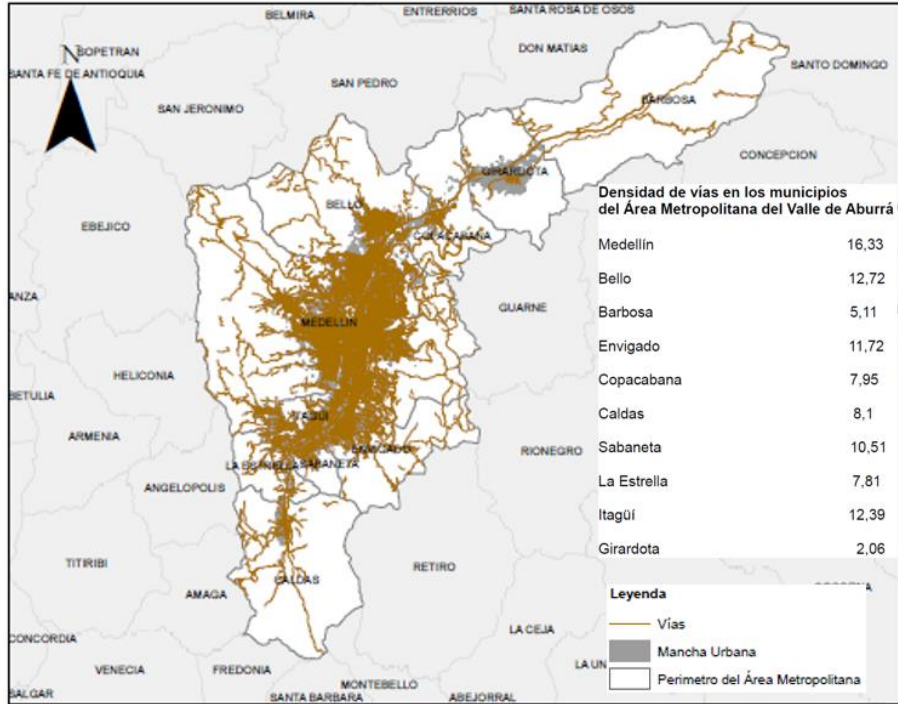 BELMIRA
ENTRERRIOS
SANTA ROSA DE OSOS
N
SOPETRAN
DON MATIAS
SANTA FE DE ANTIOQUIA
SANTO DOMINGO
SAN PEDRO
SAN JERONIMO
BARBOSA
CONCEPCION
GIRARDOTA
BELLO
EBEJICO
COPACABANA
ANZA
GUARNE
MEDELLIN
HELICONIA
BETULIA
ITAGUI
ARMENIA
ENVIGADO
RIONEGRO
LA ESTRELLA
SABANETA
ANGELOPOLIS
TITIRIBI
RETIRO
CALDAS
AMAGA
LA CEJA
CONCORDIA
VENECIA
FREDONIA
LA UN
MONTEBELLO
SALGAR
SANTA BARBARA
ABEJORRAL
Densidad de vías en los municipios
del Área Metropolitana del Valle de Aburrá
Medellín 16,33
Bello 12,72
Barbosa 5,11
Envigado 11,72
Copacabana 7,95
Caldas 8,1
Sabaneta 10,51
La Estrella 7,81
Itagüí 12,39
Girardota 2,06
Leyenda
Vías
Mancha Urbana
Perimetro del Área Metropolitana